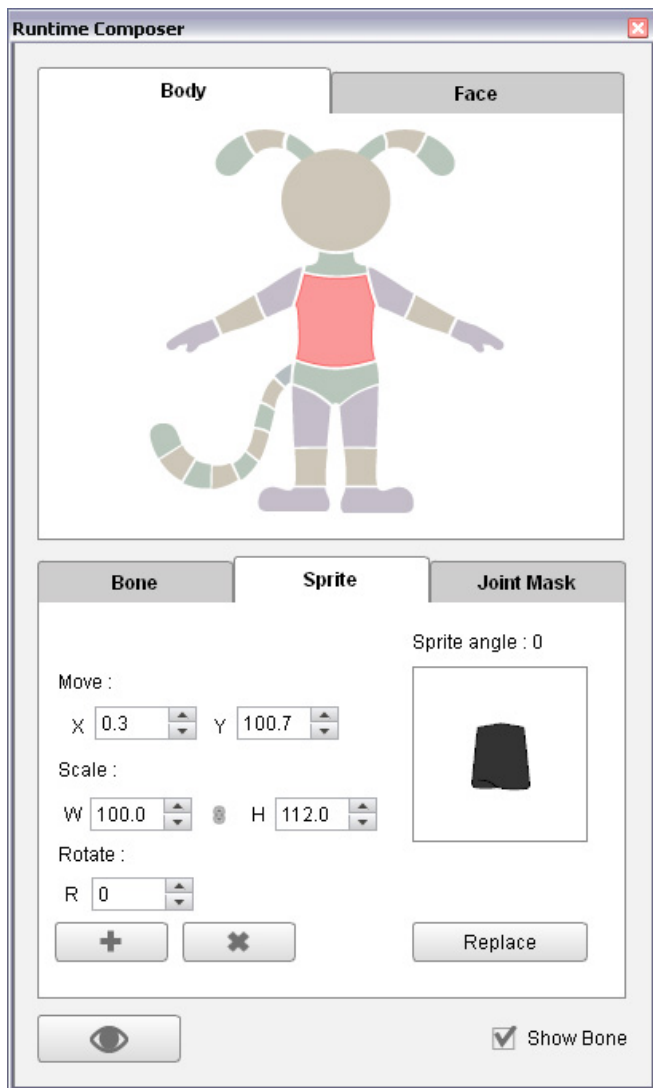 Runtime Composer
Body Face
Bone Sprite Joint Mask
Sprite angle : 0
Move :
X 0.3 Y 100.7
Scale :
W 100.0 H 112.0
Rotate :
R 0
Replace
Show Bone